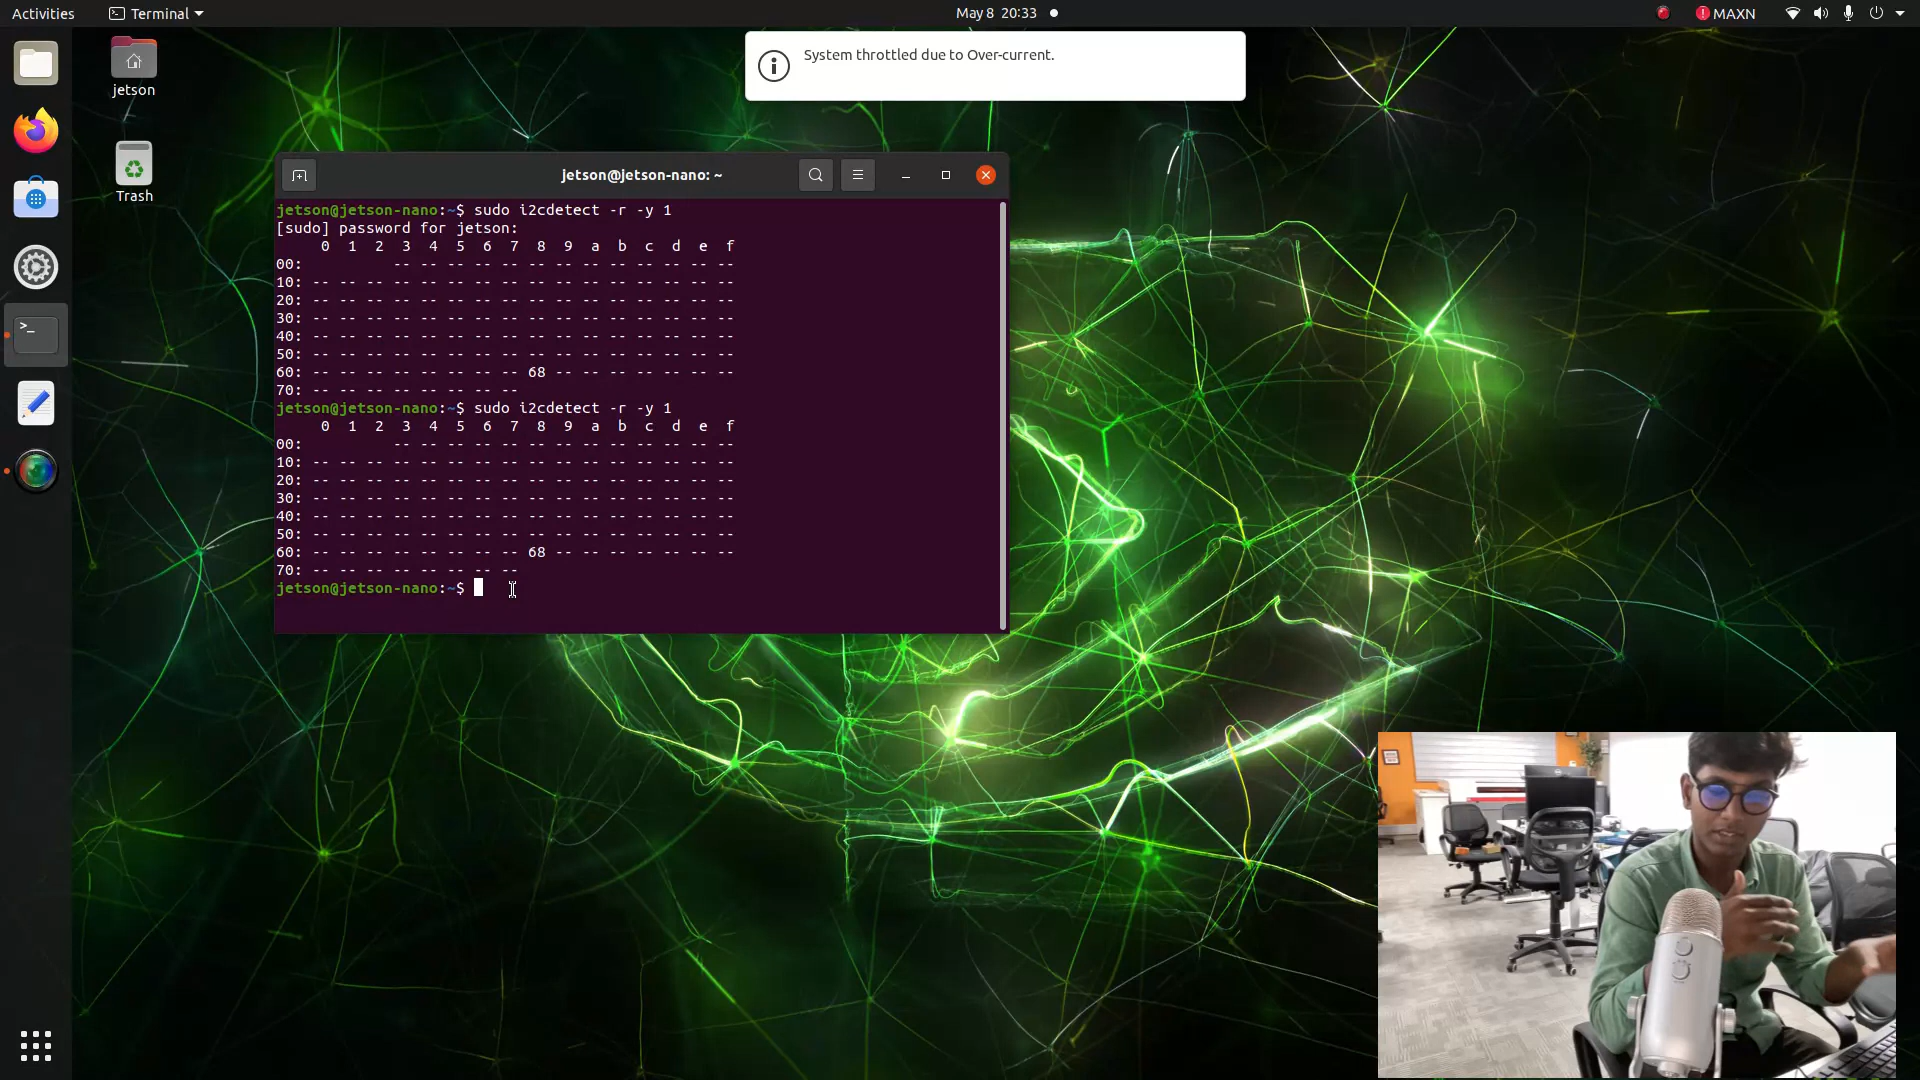 Activities Terminal May 8 20:33 MAXN
System throttled due to Over-current.
jetson
Trash
jetson@jetson-nano: ~
jetson@jetson-nano:~$ sudo i2cdetect -r -y 1
[sudo] password for jetson:
0 1 2 3 4 5 6 7 8 9 a b c d e f
00: -- -- -- -- -- -- -- -- -- -- -- -- --
10: -- -- -- -- -- -- -- -- -- -- -- -- -- -- -- --
20: -- -- -- -- -- -- -- -- -- -- -- -- -- -- -- --
30: -- -- -- -- -- -- -- -- -- -- -- -- -- -- -- --
40: -- -- -- -- -- -- -- -- -- -- -- -- -- -- -- --
50: -- -- -- -- -- -- -- -- -- -- -- -- -- -- -- --
60: -- -- -- -- -- -- -- -- 68 -- -- -- -- -- -- --
70: -- -- -- -- -- -- -- --
jetson@jetson-nano:~$ sudo i2cdetect -r -y 1
0 1 2 3 4 5 6 7 8 9 a b c d e f
00: -- -- -- -- -- -- -- -- -- -- -- -- --
10: -- -- -- -- -- -- -- -- -- -- -- -- -- -- -- --
20: -- -- -- -- -- -- -- -- -- -- -- -- -- -- -- --
30: -- -- -- -- -- -- -- -- -- -- -- -- -- -- -- --
40: -- -- -- -- -- -- -- -- -- -- -- -- -- -- -- --
50: -- -- -- -- -- -- -- -- -- -- -- -- -- -- -- --
60: -- -- -- -- -- -- -- -- 68 -- -- -- -- -- -- --
70: -- -- -- -- -- -- -- --
jetson@jetson-nano:~$